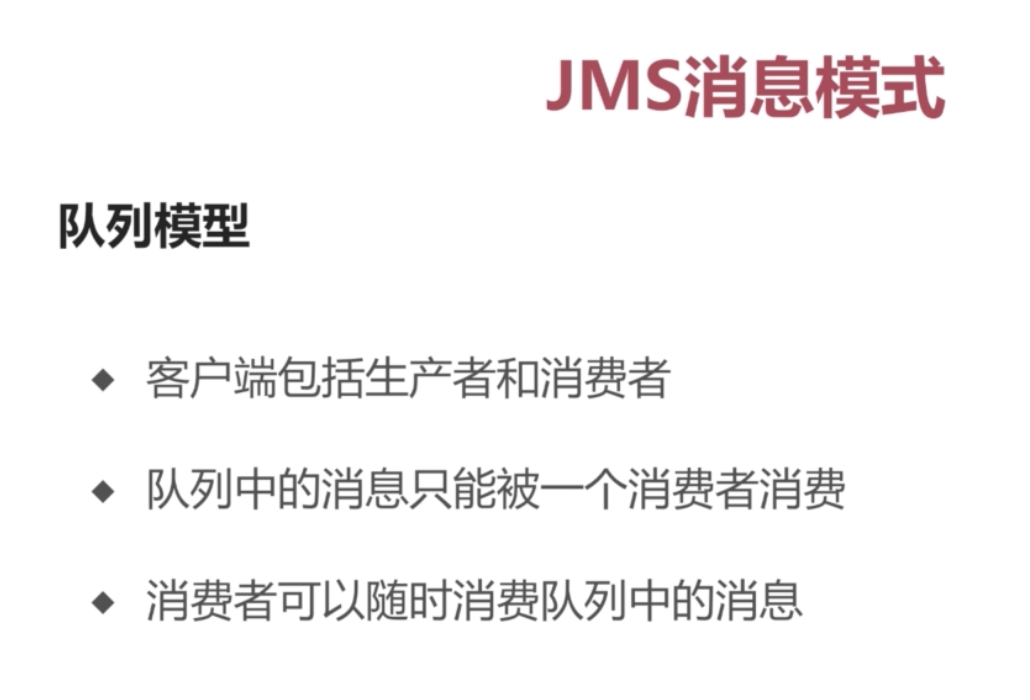 JMS消息模式
队列模型
◆ 客户端包括生产者和消费者
◆ 队列中的消息只能被一个消费者消费
◆ 消费者可以随时消费队列中的消息